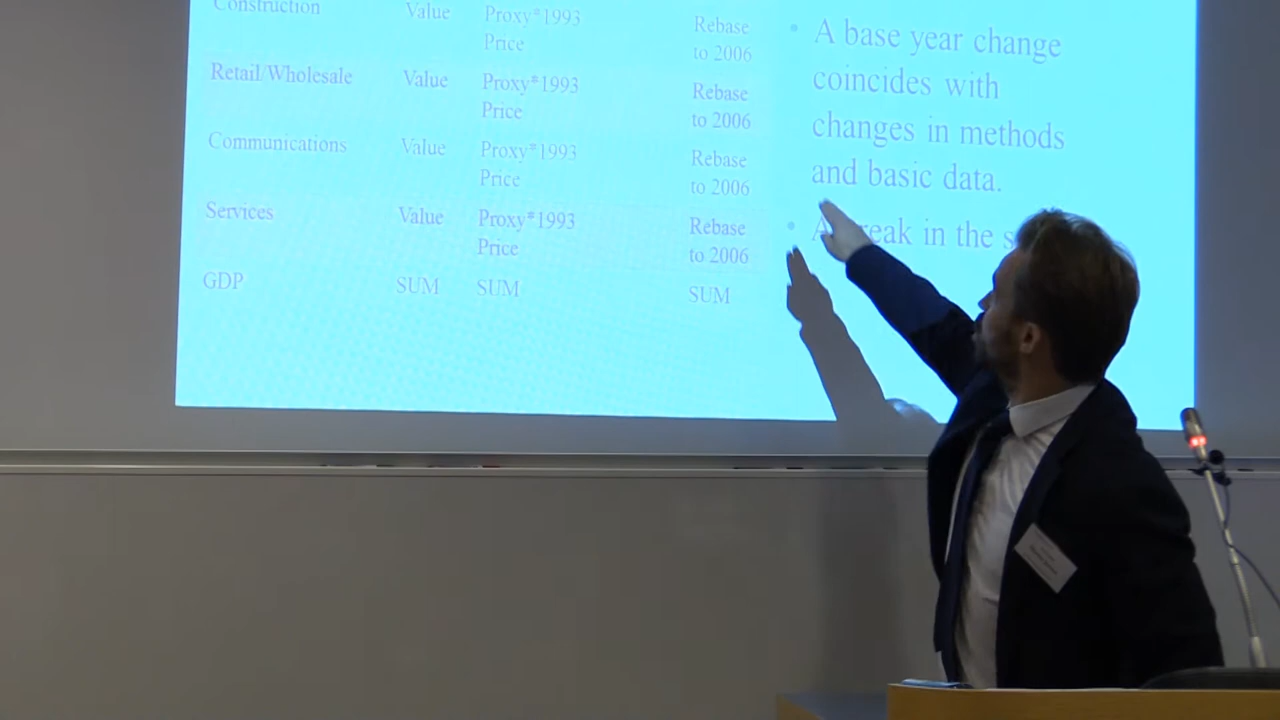 Construction Value Proxy*1993 Rebase
Price to 2006
Retail/Wholesale Value Proxy*1993 Rebase
Price to 2006
Communications Value Proxy*1993 Rebase
Price to 2006
Services Value Proxy*1993 Rebase
Price to 2006
GDP SUM SUM SUM
• A base year change
coincides with
changes in methods
and basic data.
• A in the